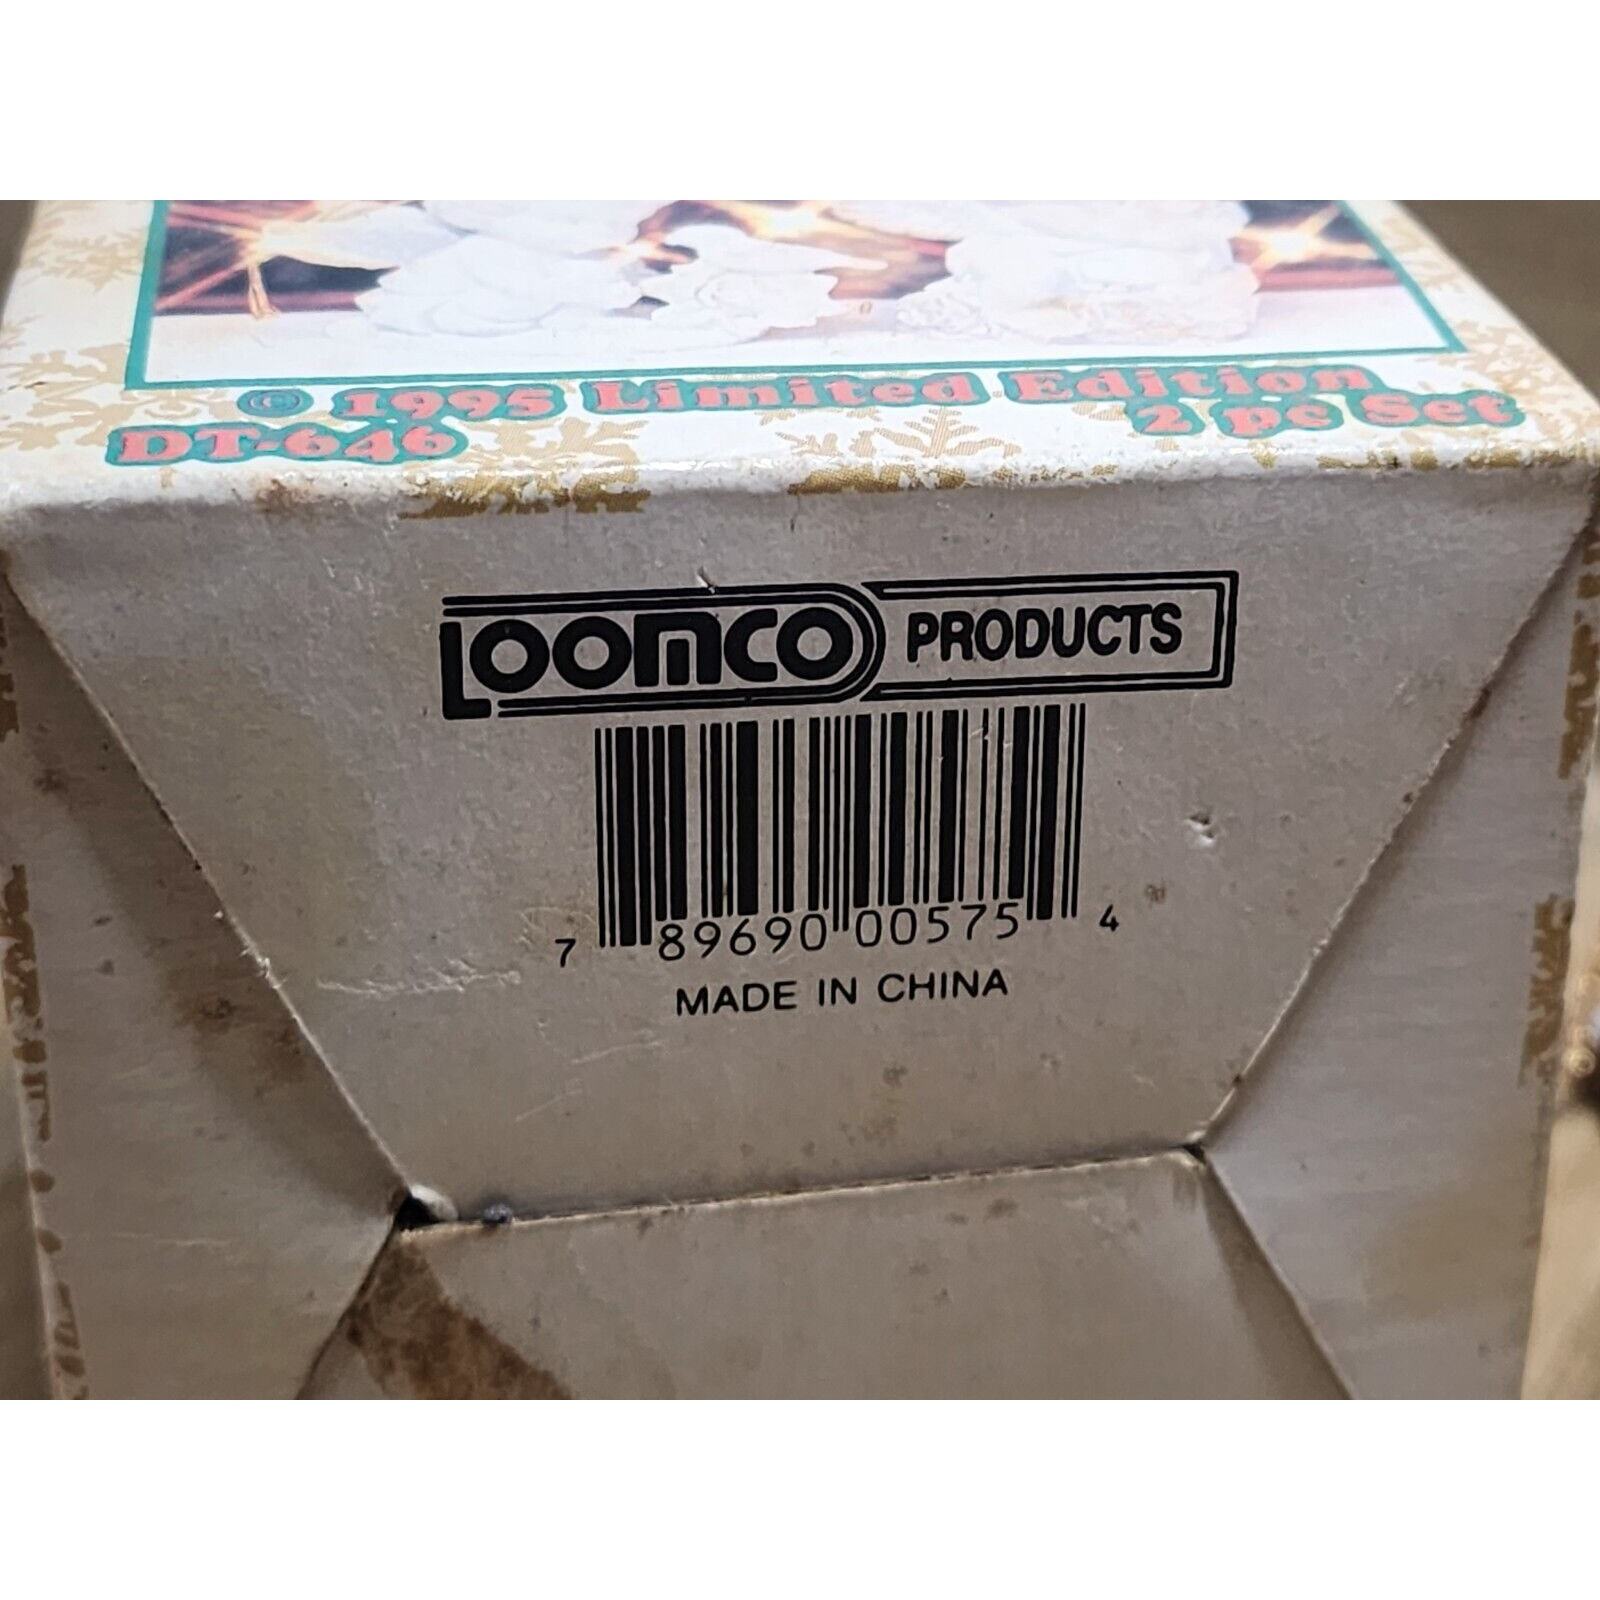 © 1995 Limited Edition
DT-646 2 pc Set
LOOMCO PRODUCTS
7 89690 00575 4
MADE IN CHINA